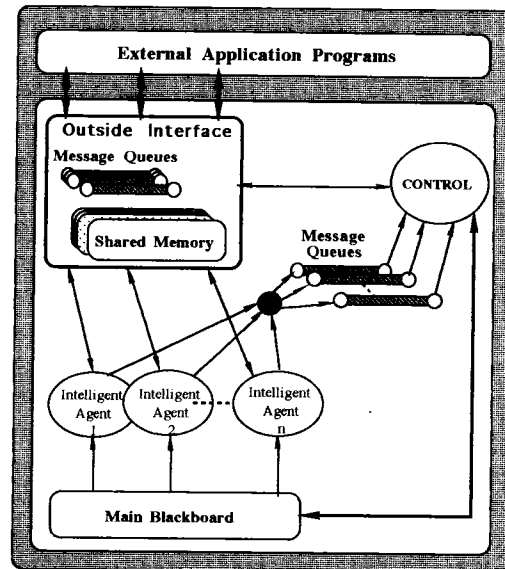 External Application Programs
Outside Interface
Message Queues
Shared Memory
CONTROL
Message
Queues
Intelligent
Agent
1
Intelligent
Agent
2
Intelligent
Agent
n
Main Blackboard